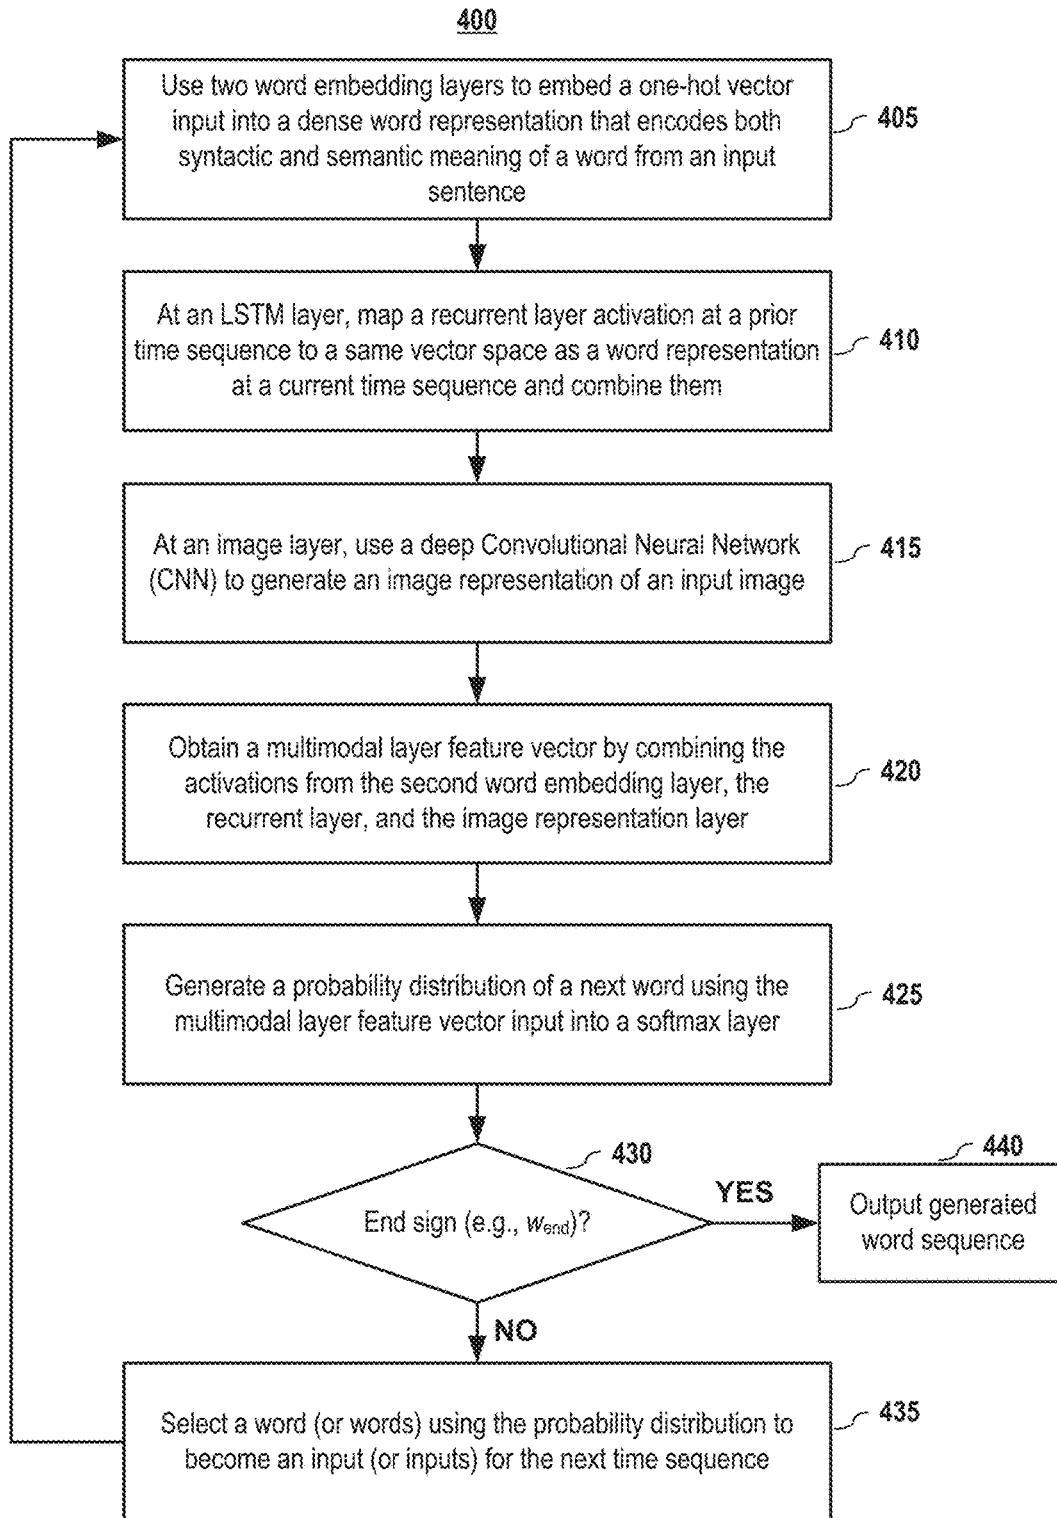 400
Use two word embedding layers to embed a one-hot vector
input into a dense word representation that encodes both
syntactic and semantic meaning of a word from an input
sentence
405
At an LSTM layer, map a recurrent layer activation at a prior
time sequence to a same vector space as a word representation
at a current time sequence and combine them
410
At an image layer, use a deep Convolutional Neural Network
(CNN) to generate an image representation of an input image
415
Obtain a multimodal layer feature vector by combining the
activations from the second word embedding layer, the
recurrent layer, and the image representation layer
420
Generate a probability distribution of a next word using the
multimodal layer feature vector input into a softmax layer
425
End sign (e.g., wend)?
430
YES
440
Output generated
word sequence
NO
Select a word (or words) using the probability distribution to
become an input (or inputs) for the next time sequence
435